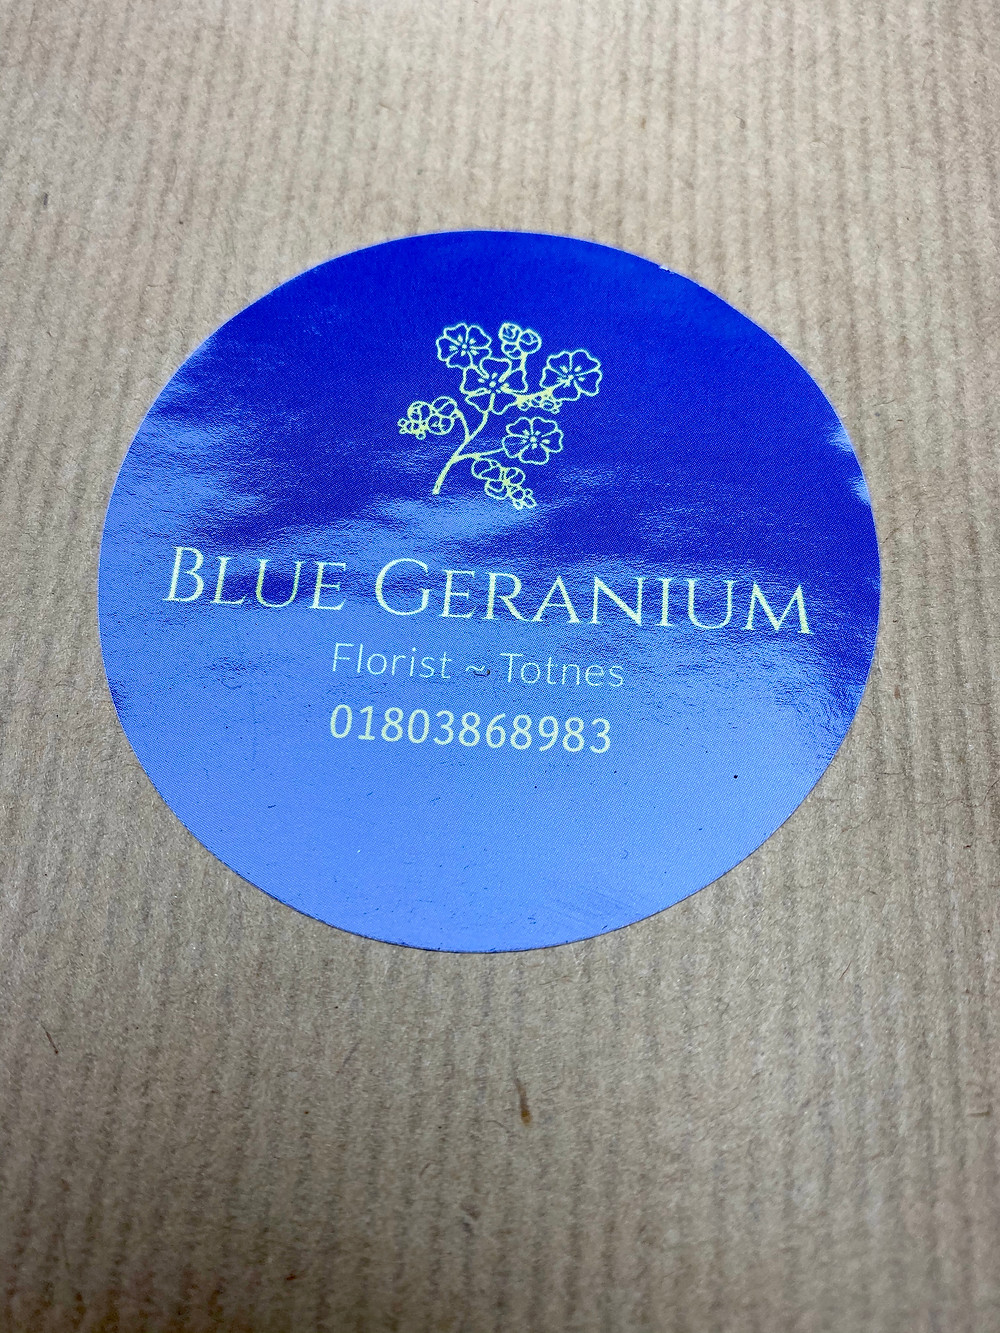 Blue Geranium
Florist ~ Totnes
01803868983